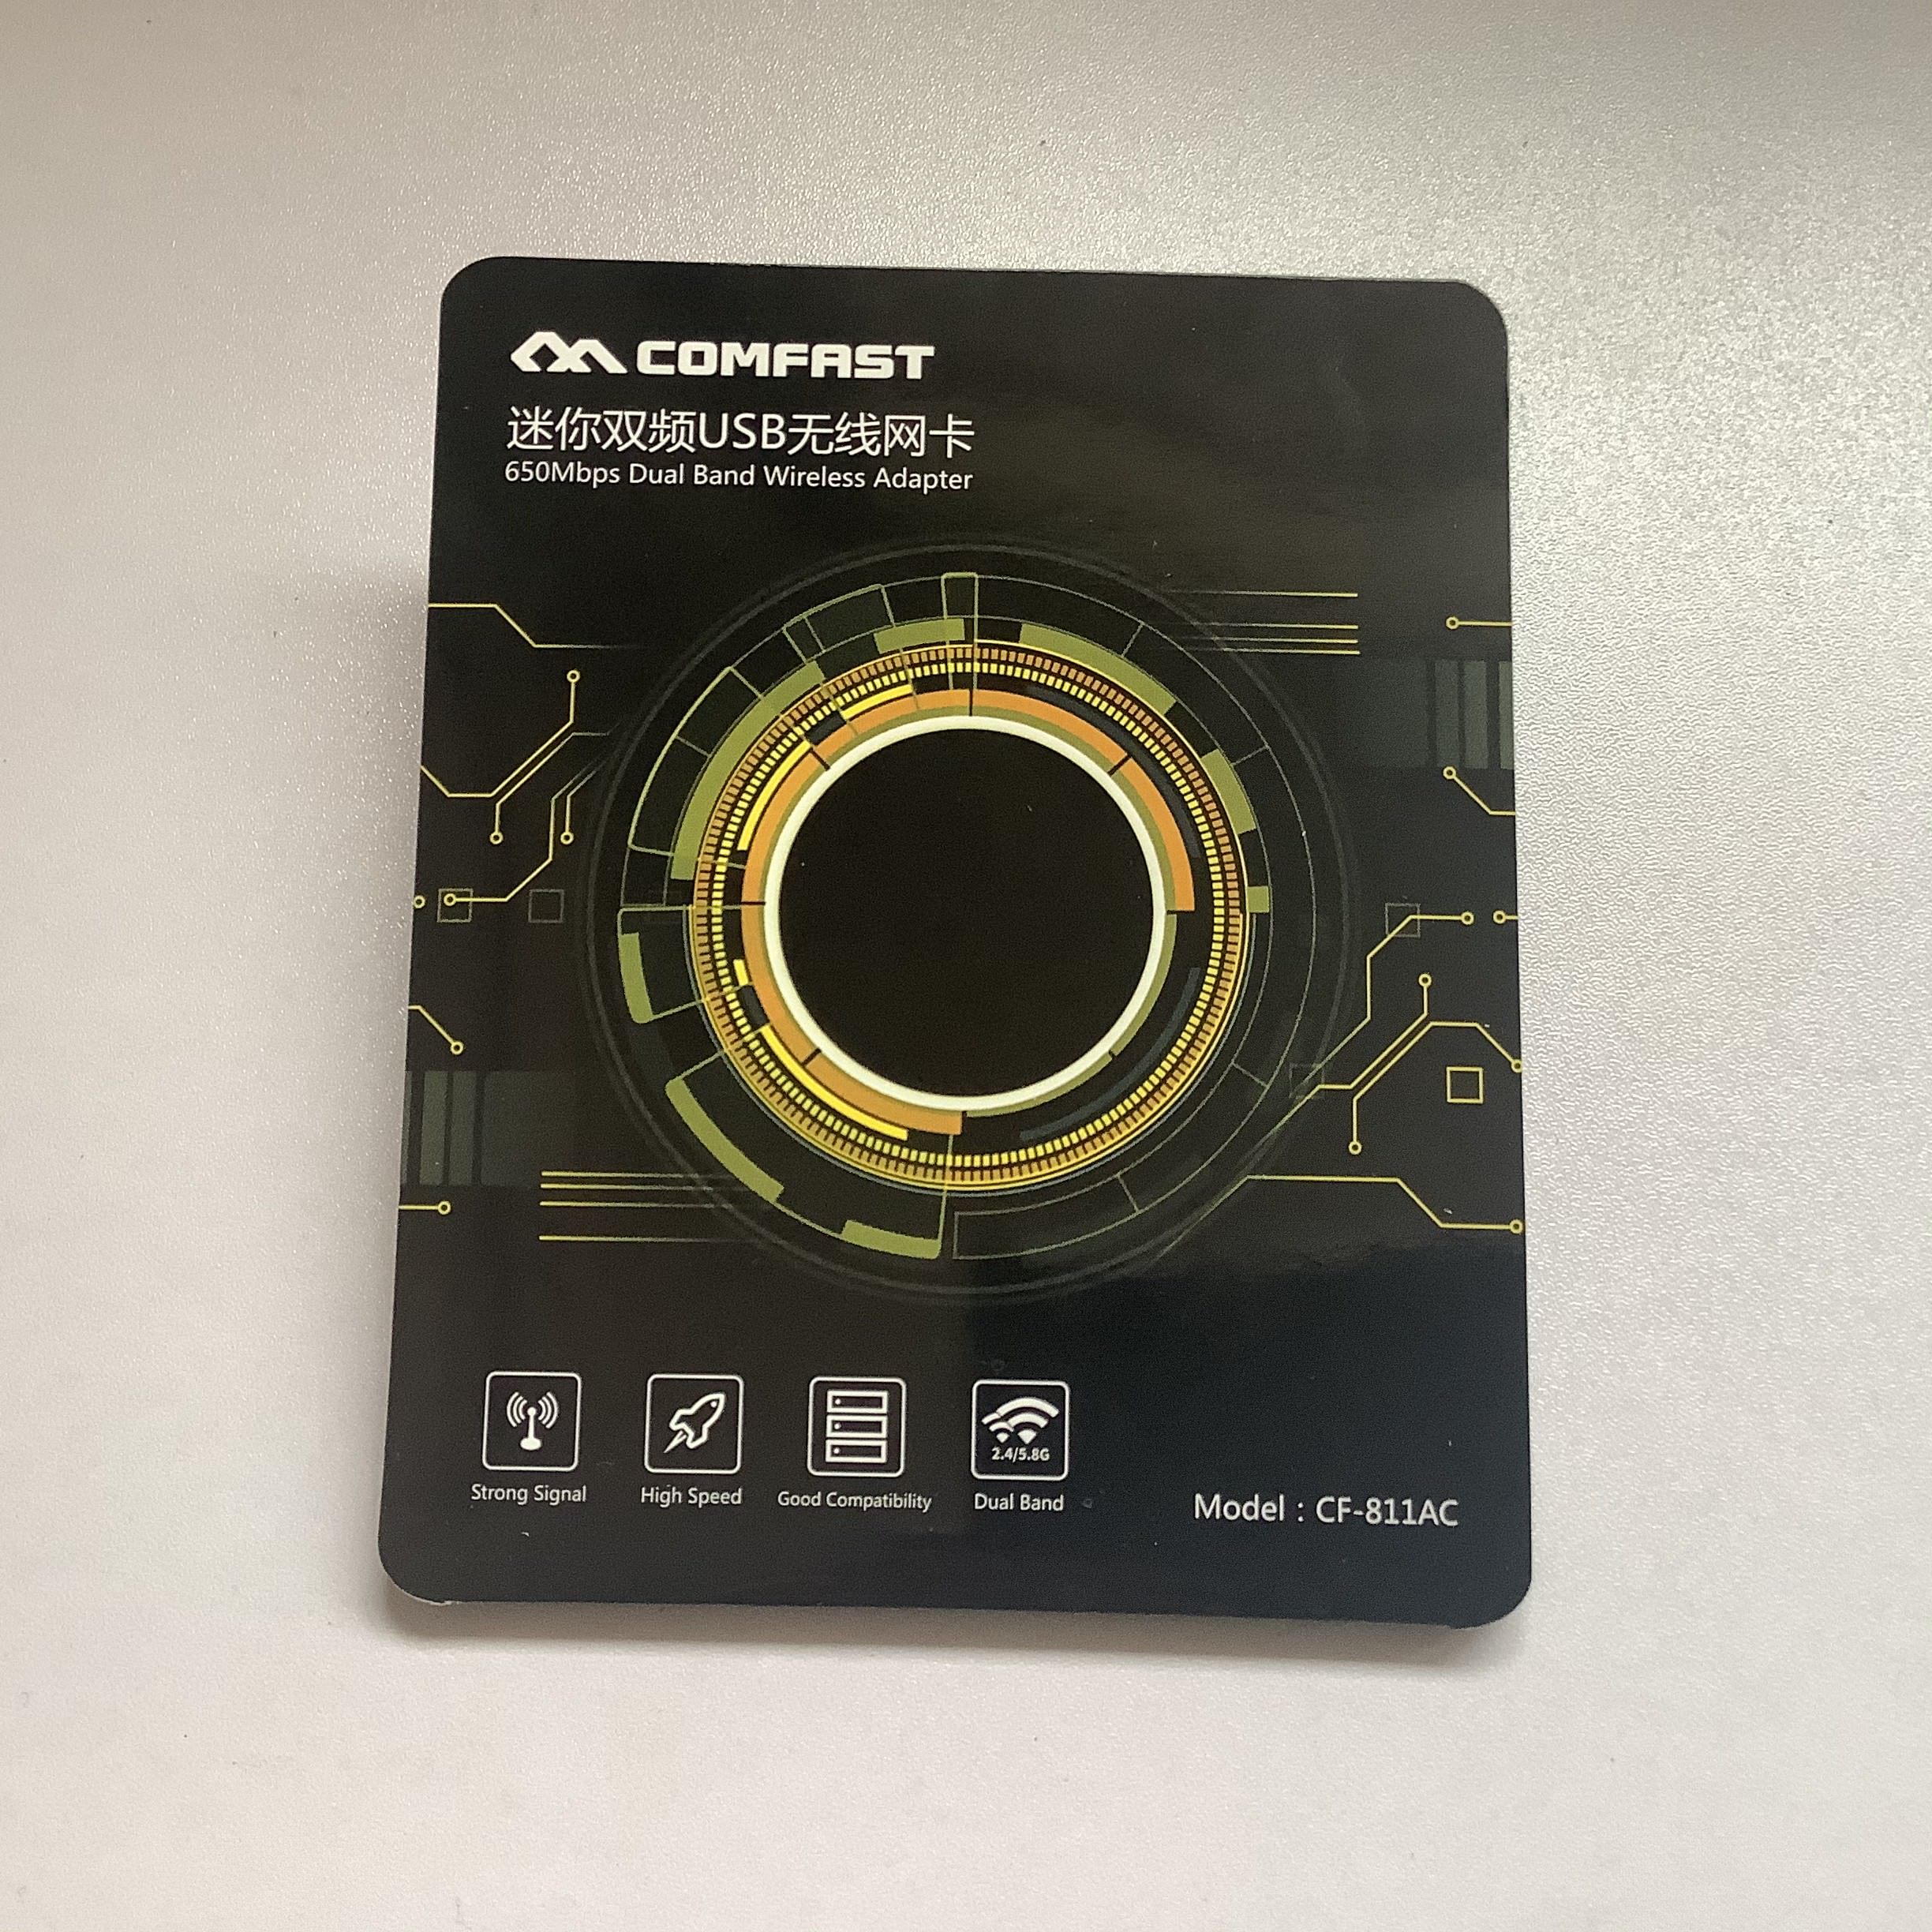 COMFAST
迷你双频USB无线网卡
650Mbps Dual Band Wireless Adapter
2.4/5.8G
Strong Signal
High Speed
Good Compatibility
Dual Band
Model : CF-811AC